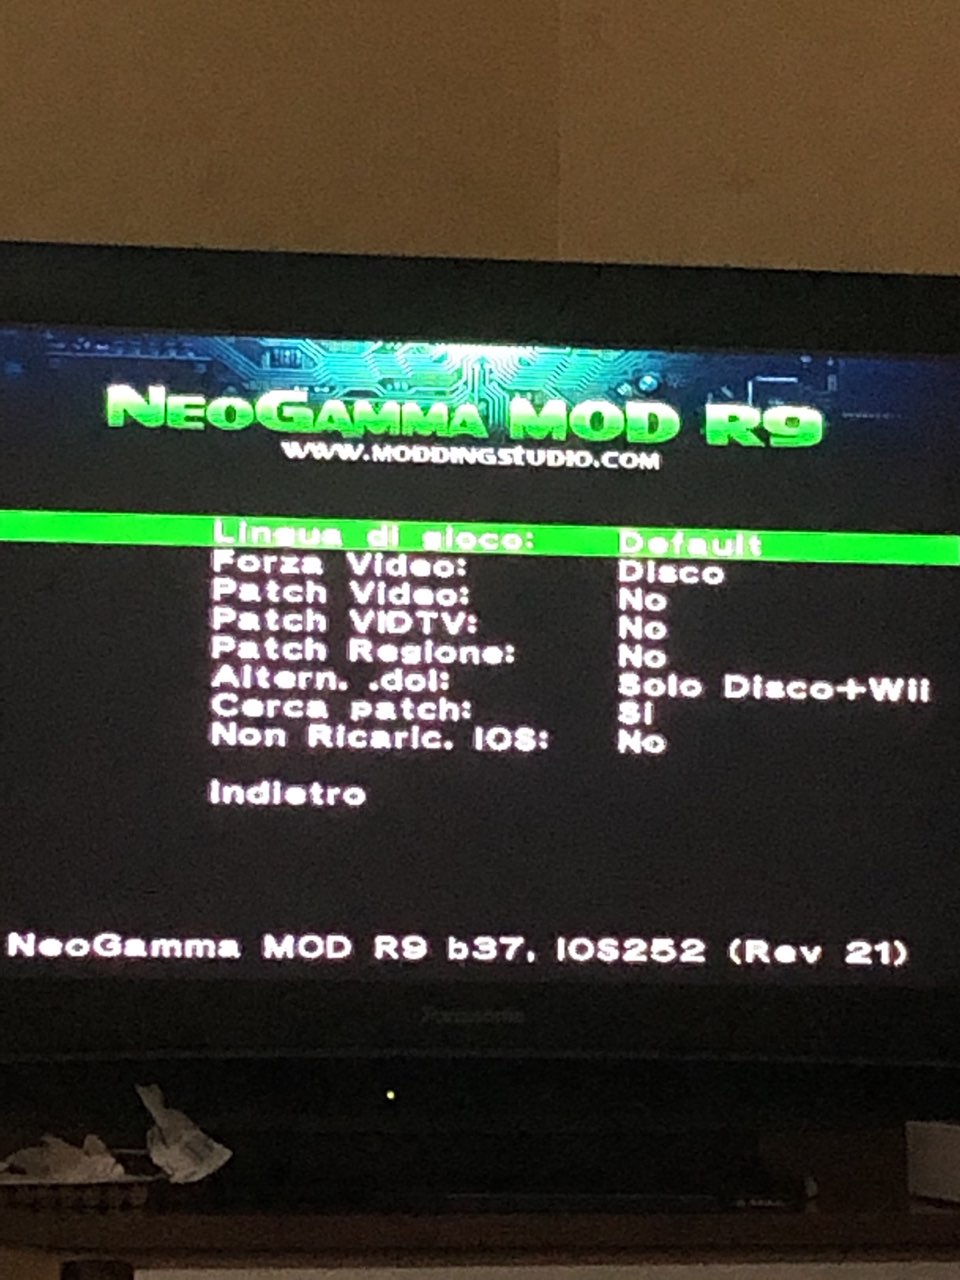 NeoGamma MOD R9
www.moddingstudio.com
Lingua di gioco: Default
Forza Video: Disco
Patch Video: No
Patch VIDTV: No
Patch Regione: No
Altern. .dol: Solo Disco+Wii
Cerca patch: Si
Non Ricaric. IOS: No
Indietro
NeoGamma MOD R9 b37, IOS252 (Rev 21)
Panasonic